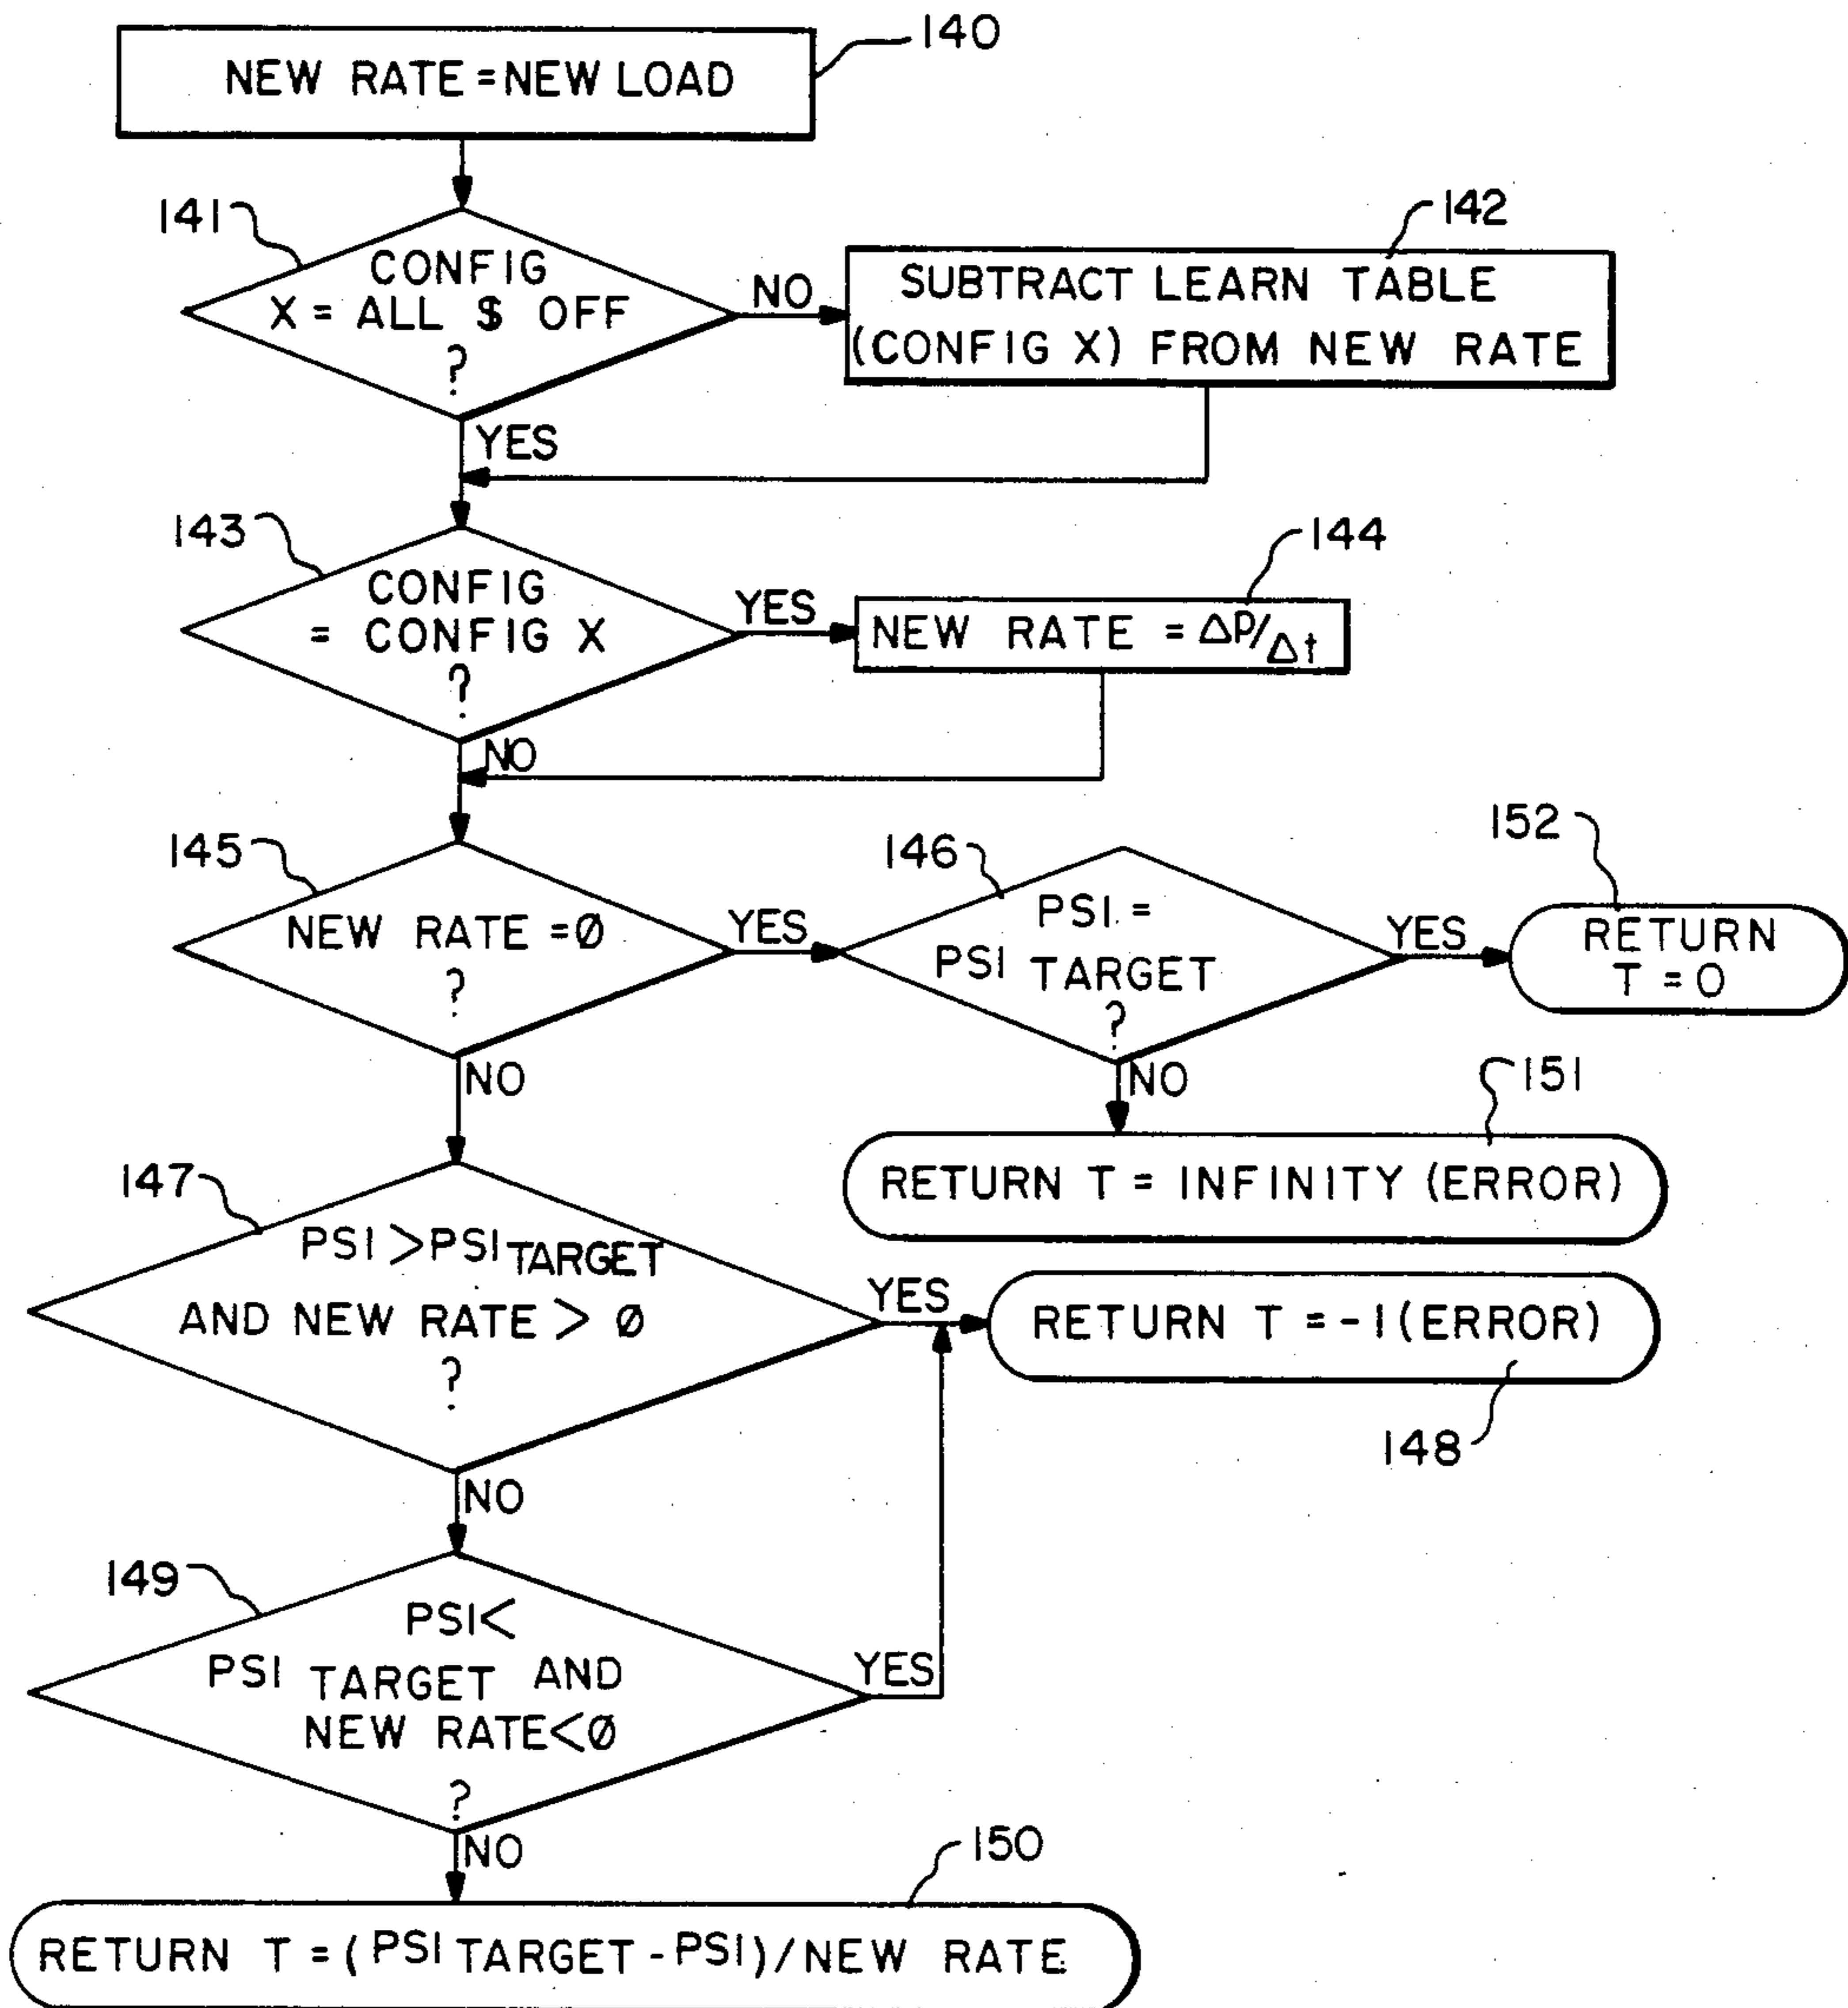 140
NEW RATE = NEW LOAD
141
CONFIG
X = ALL $ OFF
?
NO
142
SUBTRACT LEARN TABLE
(CONFIG X) FROM NEW RATE
YES
143
CONFIG
= CONFIG X
?
YES
144
NEW RATE = ΔP/Δt
NO
145
NEW RATE = Ø
?
YES
146
PSI =
PSI TARGET
?
YES
152
RETURN
T = 0
NO
151
RETURN T = INFINITY (ERROR)
NO
147
PSI > PSI TARGET
AND NEW RATE > Ø
?
YES
RETURN T = -1 (ERROR)
148
NO
149
PSI <
PSI TARGET AND
NEW RATE < Ø
?
YES
NO
150
RETURN T = (PSI TARGET - PSI) / NEW RATE